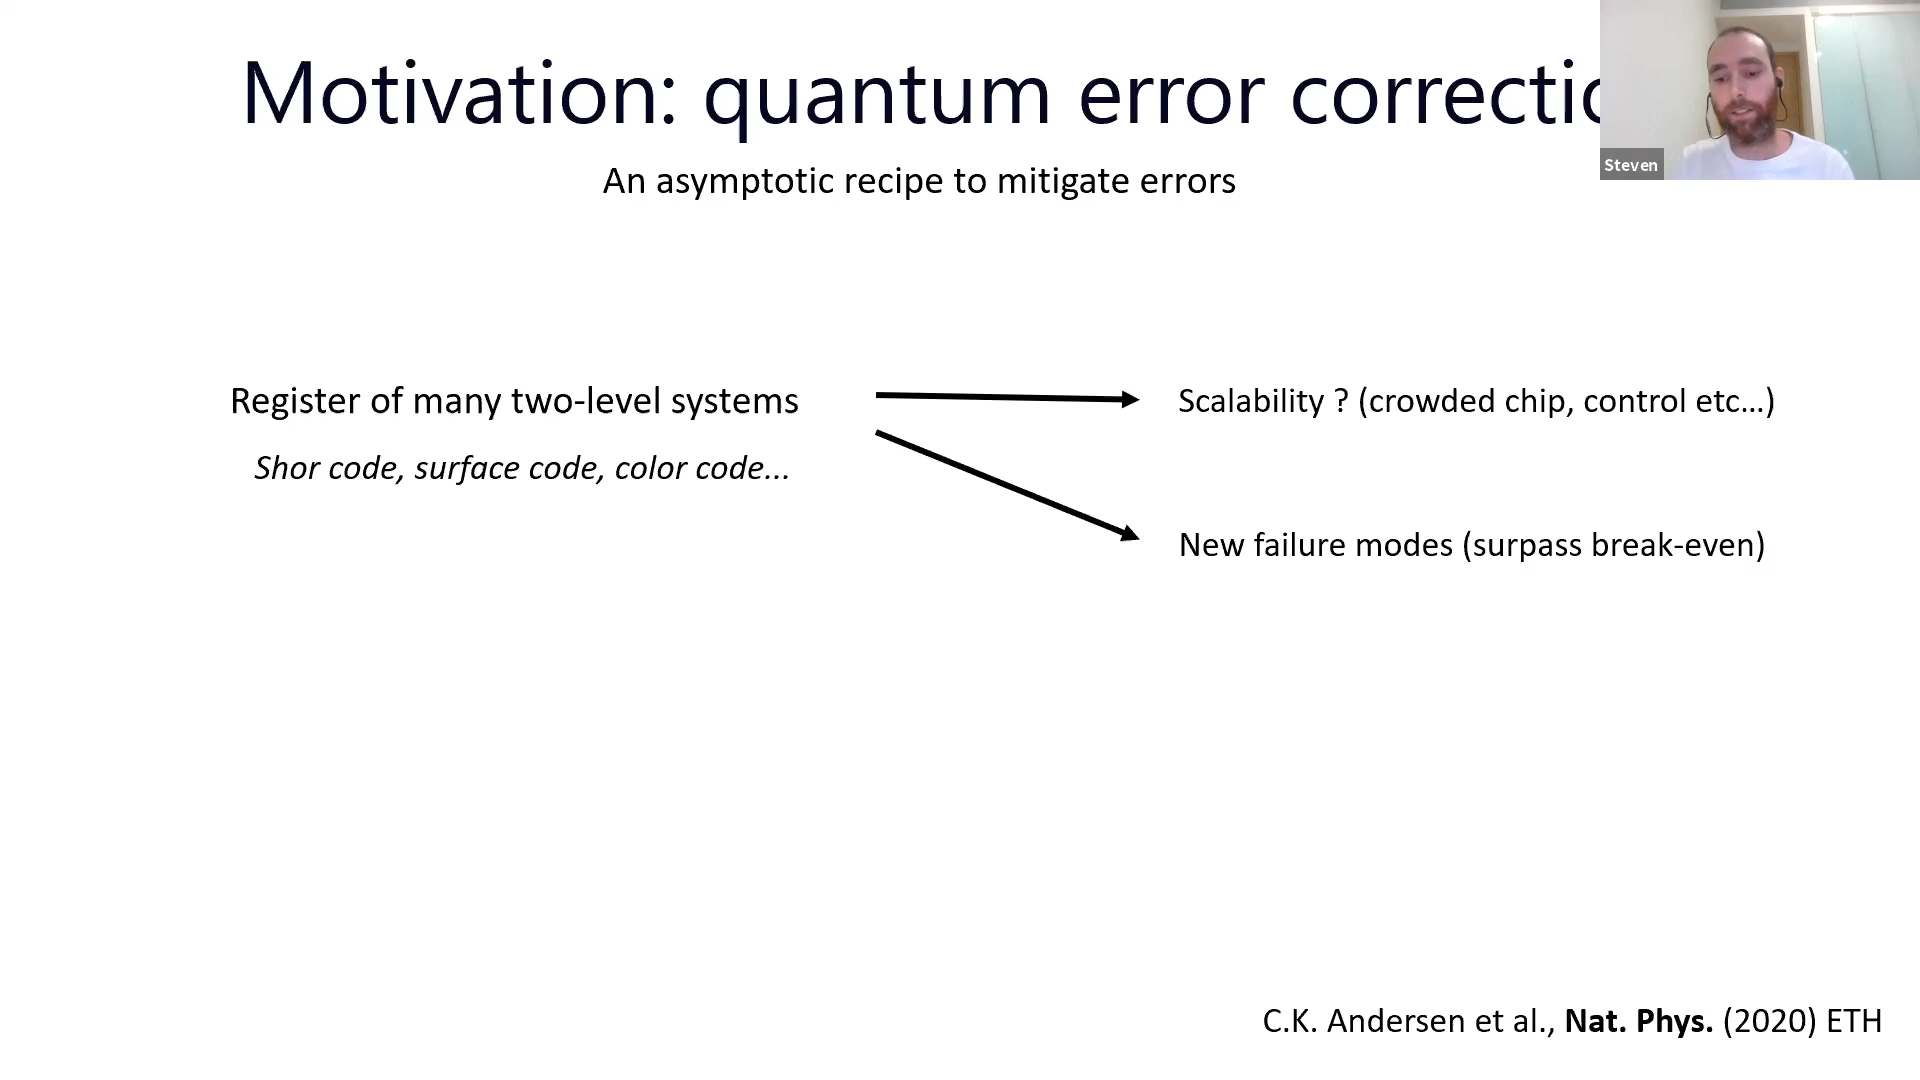 Motivation: quantum error correctio
Steven
An asymptotic recipe to mitigate errors
Register of many two-level systems
Scalability ? (crowded chip, control etc...)
Shor code, surface code, color code...
New failure modes (surpass break-even)
C.K. Andersen et al., Nat. Phys. (2020) ETH